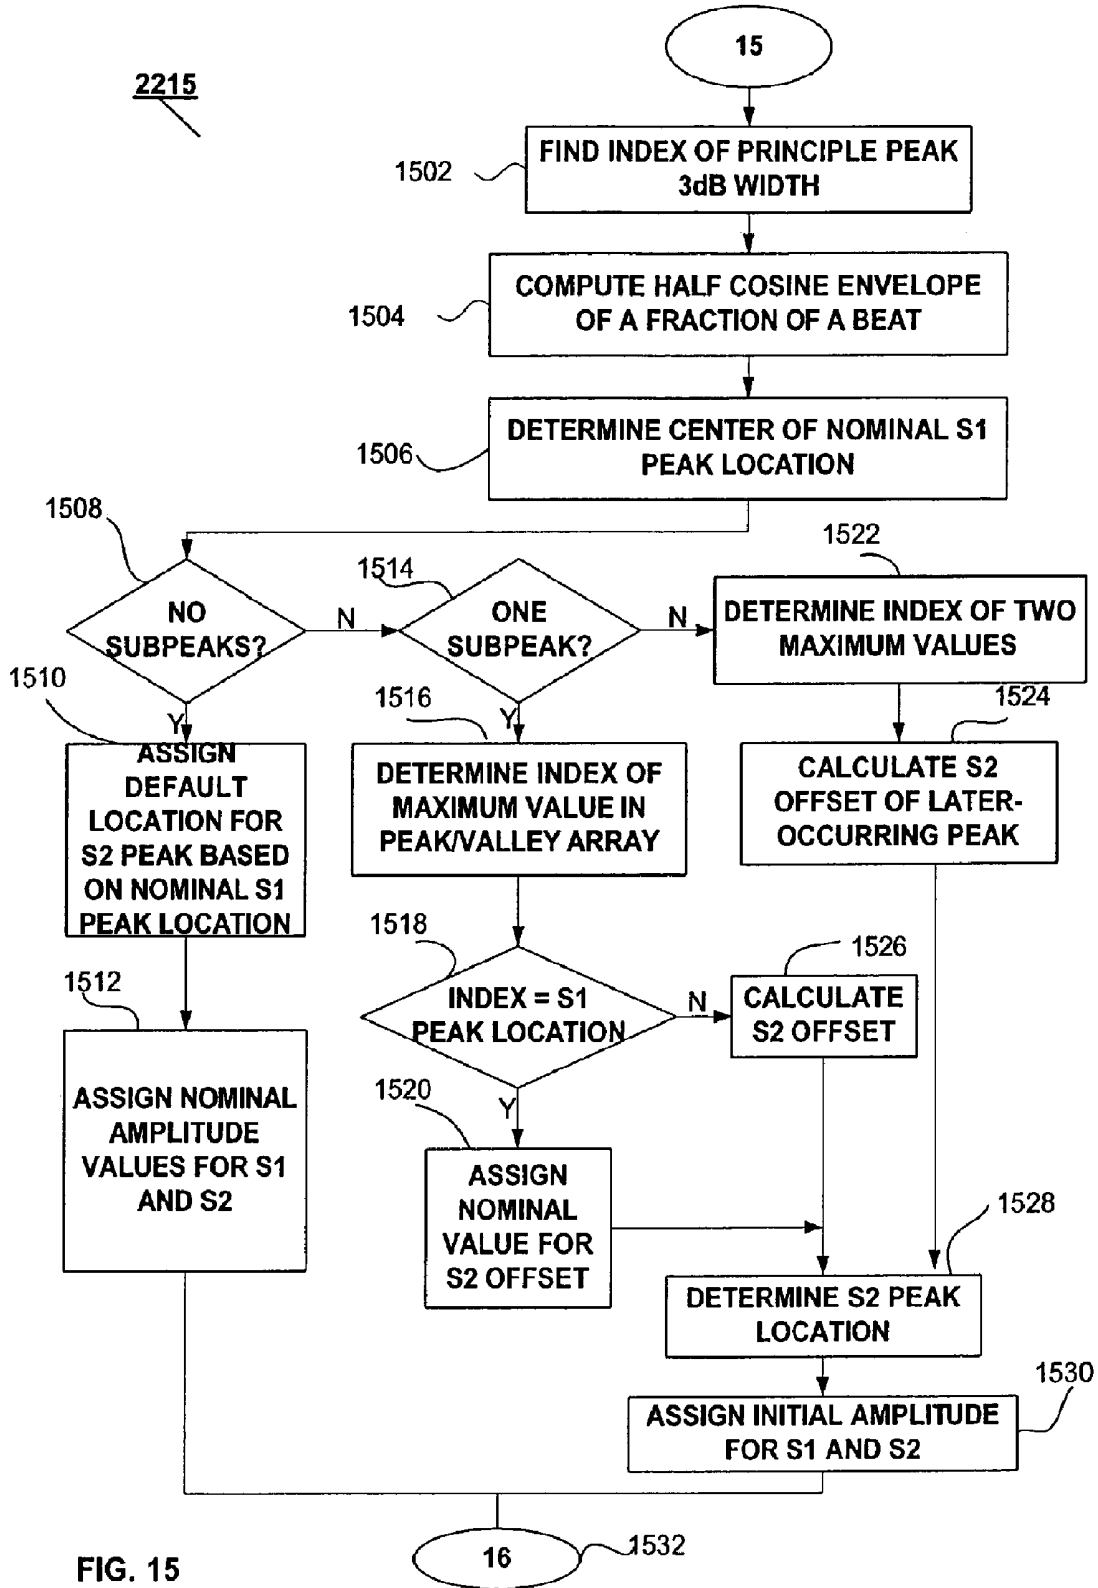 15
2215
FIND INDEX OF PRINCIPLE PEAK
3dB WIDTH
1502
COMPUTE HALF COSINE ENVELOPE
OF A FRACTION OF A BEAT
1504
DETERMINE CENTER OF NOMINAL S1
PEAK LOCATION
1506
1508
NO
SUBPEAKS?
N
Y
1514
ONE
SUBPEAK?
N
Y
1522
DETERMINE INDEX OF TWO
MAXIMUM VALUES
1510
ASSIGN
DEFAULT
LOCATION FOR
S2 PEAK BASED
ON NOMINAL S1
PEAK LOCATION
1516
DETERMINE INDEX OF
MAXIMUM VALUE IN
PEAK/VALLEY ARRAY
1524
CALCULATE S2
OFFSET OF LATER-
OCCURRING PEAK
1512
ASSIGN NOMINAL
AMPLITUDE
VALUES FOR S1
AND S2
1518
INDEX = S1
PEAK LOCATION
N
Y
1526
CALCULATE
S2 OFFSET
1520
ASSIGN
NOMINAL
VALUE FOR
S2 OFFSET
1528
DETERMINE S2 PEAK
LOCATION
1530
ASSIGN INITIAL AMPLITUDE
FOR S1 AND S2
16
1532
FIG. 15